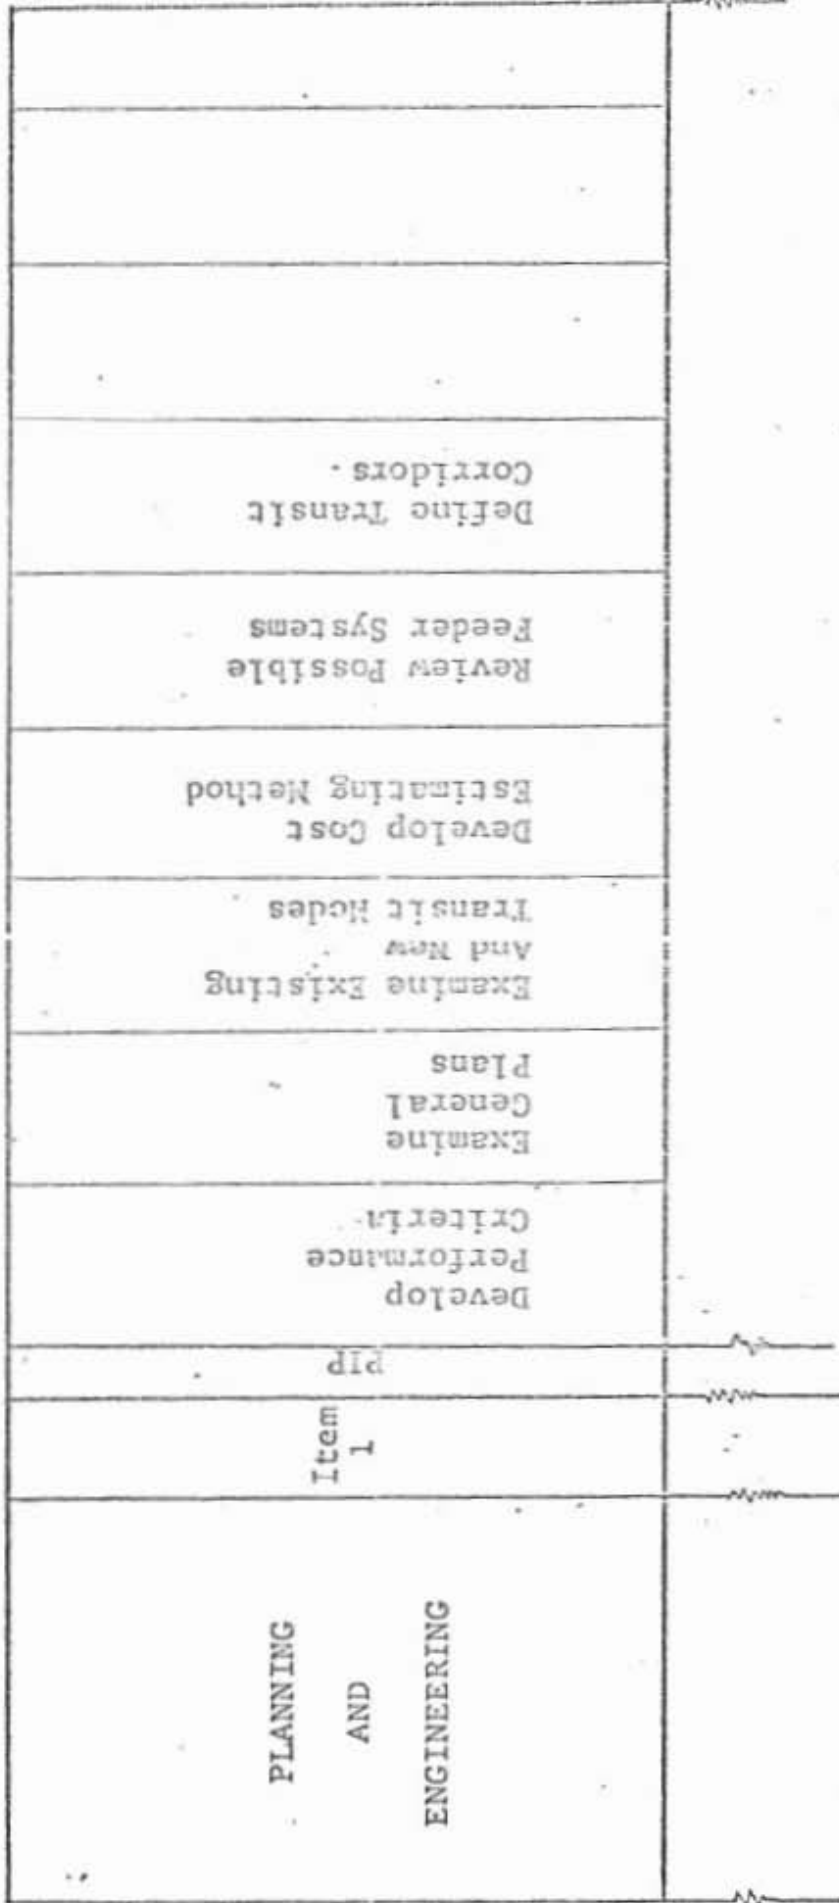 PLANNING
AND
ENGINEERING
Item
1
PIP
Develop
Performance
Criteria
Examine
General
Plans
Examine Existing
And New
Transit Modes
Develop Cost
Estimating Method
Review Possible
Feeder Systems
Define Transit
Corridors.